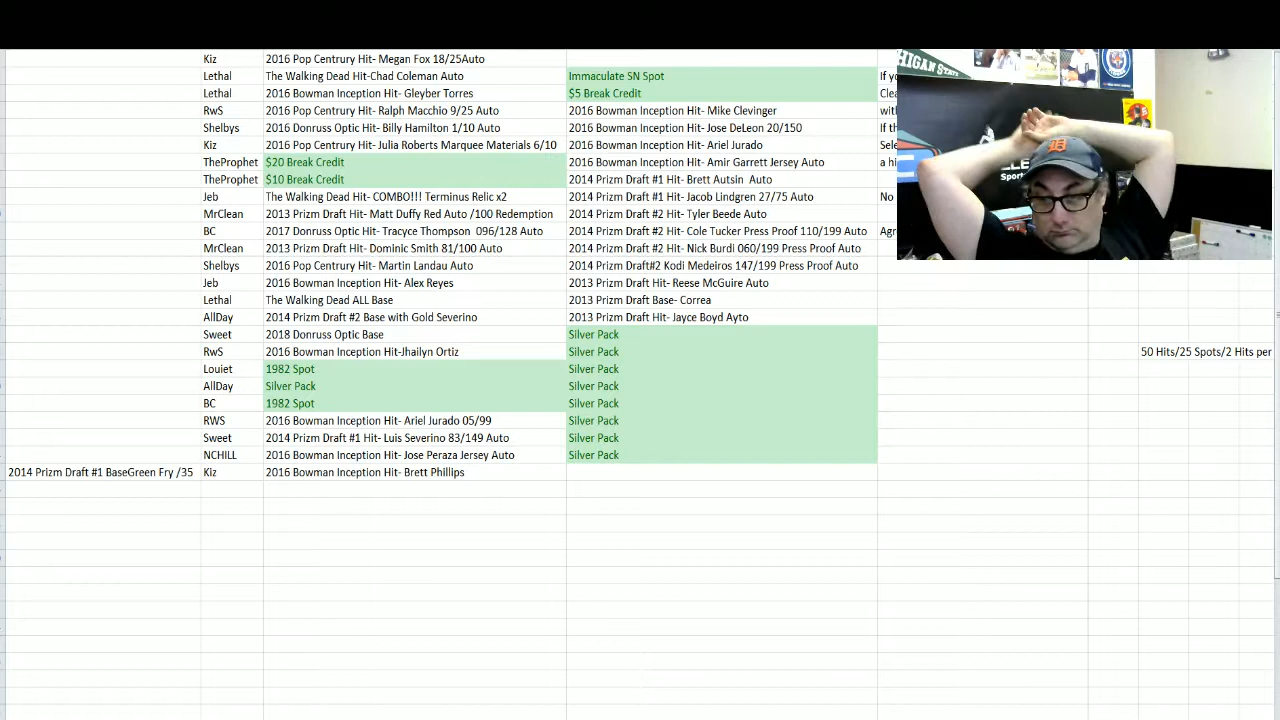 Kiz 2016 Pop Centrury Hit- Megan Fox 18/25Auto
Lethal The Walking Dead Hit-Chad Coleman Auto Immaculate SN Spot If you
Lethal 2016 Bowman Inception Hit- Gleyber Torres $5 Break Credit Clea
RwS 2016 Pop Century Hit- Ralph Macchio 9/25 Auto 2016 Bowman Inception Hit- Mike Clevinger with
Shelbys 2016 Donruss Optic Hit- Billy Hamilton 1/10 Auto 2016 Bowman Inception Hit- Jose DeLeon 20/150 If th
Kiz 2016 Pop Century Hit- Julia Roberts Marquee Materials 6/10 2016 Bowman Inception Hit- Ariel Jurado Sele
TheProphet $20 Break Credit 2016 Bowman Inception Hit- Amir Garrett Jersey Auto a hi
TheProphet $10 Break Credit 2014 Prizm Draft #1 Hit- Brett Autsin Auto
Jeb The Walking Dead Hit- COMBO!!! Terminus Relic x2 2014 Prizm Draft #1 Hit- Jacob Lindgren 27/75 Auto No
MrClean 2013 Prizm Draft Hit- Matt Duffy Red Auto /100 Redemption 2014 Prizm Draft #2 Hit- Tyler Beede Auto
BC 2017 Donrus Optic Hit- Tracyce Thompson 096/128 Auto 2014 Prizm Draft #2 Hit- Cole Tucker Press Proof 110/199 Auto Agr
MrClean 2013 Prizm Draft Hit- Dominic Smith 81/100 Auto 2014 Prizm Draft #2 Hit- Nick Burdi 060/199 Press Proof Auto
Shelbys 2016 Pop Centrury Hit- Martin Landau Auto 2014 Prizm Draft#2 Kodi Medeiros 147/199 Press Proof Auto
Jeb 2016 Bowman Inception Hit- Alex Reyes 2013 Prizm Draft Hit- Reese McGuire Auto
Lethal The Walking Dead ALL Base 2013 Prizm Draft Base- Correa
AllDay 2014 Prizm Draft #2 Base with Gold Severino 2013 Prizm Draft Hit- Jayce Boyd Ayto
Sweet 2018 Donruss Optic Base Silver Pack
RwS 2016 Bowman Inception Hit-Jhailyn Ortiz Silver Pack 50 Hits/25 Spots/2 Hits per
Louiet 1982 Spot Silver Pack
AllDay Silver Pack Silver Pack
BC 1982 Spot Silver Pack
RWS 2016 Bowman Inception Hit- Ariel Jurado 05/99 Silver Pack
Sweet 2014 Prizm Draft #1 Hit- Luis Severino 83/149 Auto Silver Pack
NCHILL 2016 Bowman Inception Hit- Jose Peraza Jersey Auto Silver Pack
2014 Prizm Draft #1 BaseGreen Fry /35 Kiz 2016 Bowman Inception Hit- Brett Phillips
HIGAN STATE